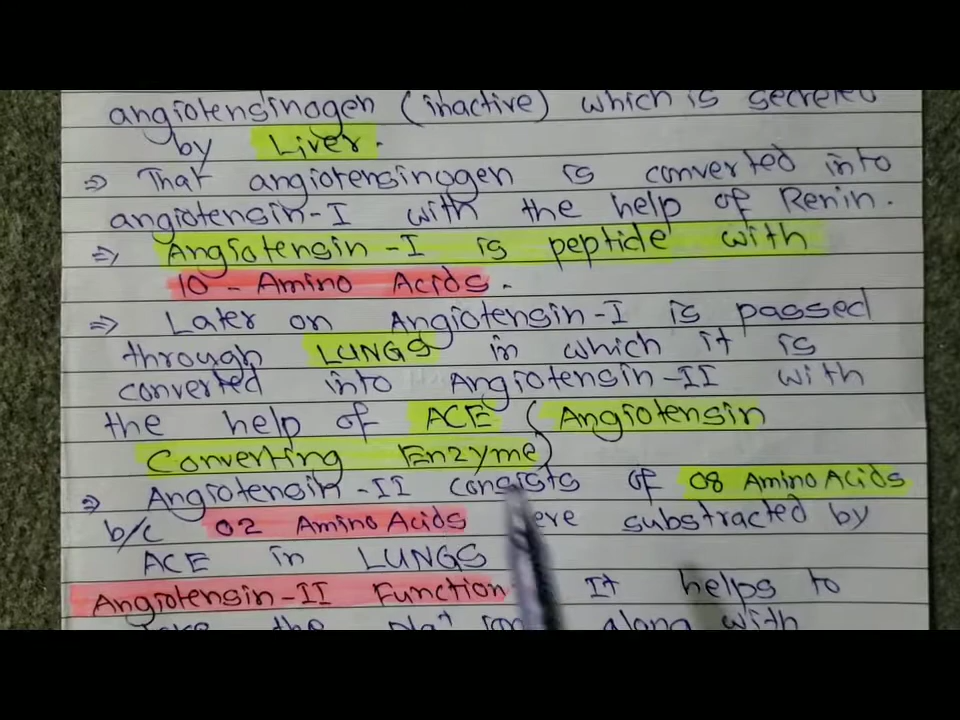 angiotensinogen (inactive) which is secreted
by Liver.
⇒ That angiotensinogen is converted into
angiotensin-I with the help of Renin.
⇒ Angiotensin-I is peptide with
10-Amino Acids.
⇒ Later on Angiotensin-I is passed
through LUNGS in which it is
converted into Angiotensin-II with
the help of ACE (Angiotensin
Converting Enzyme)
⇒ Angiotensin-II consists of 08 Amino Acids
b/c 02 Amino Acids substracted by
ACE in LUNGS
Angiotensin-II Function It helps to
the along with